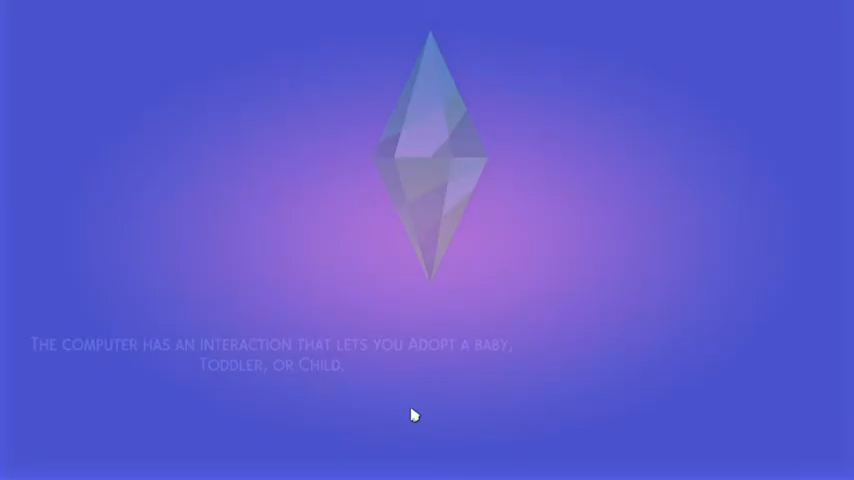 The computer has an interaction that lets you Adopt a baby,
Toddler, or Child.